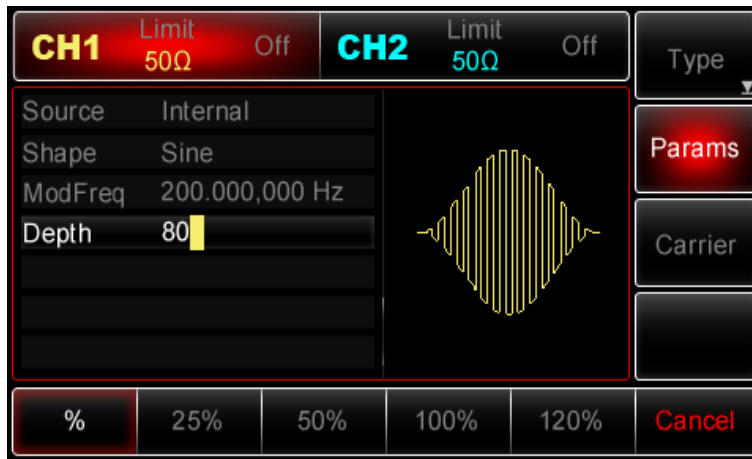 CH1 Limit 50Ω Off CH2 Limit 50Ω Off Type
Source Internal
Shape Sine
Params
ModFreq 200.000,000 Hz
Depth 80
Carrier
% 25% 50% 100% 120% Cancel